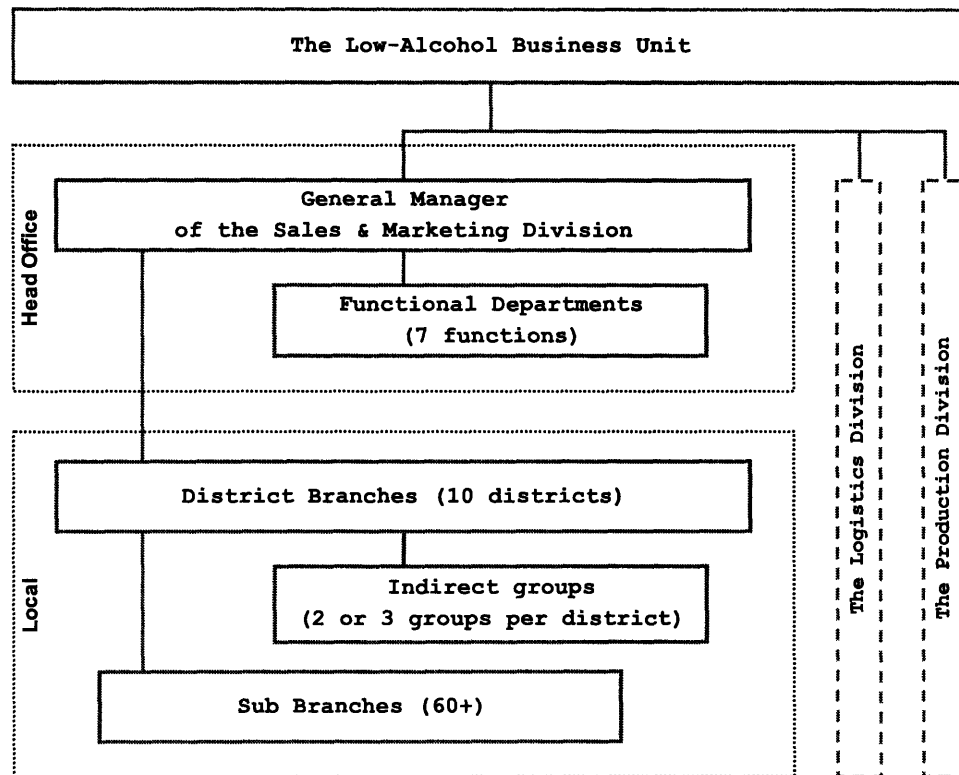 The Low-Alcohol Business Unit
Head Office
General Manager
of the Sales & Marketing Division
Functional Departments
(7 functions)
Local
District Branches (10 districts)
Indirect groups
(2 or 3 groups per district)
Sub Branches (60+)
The Logistics Division
The Production Division